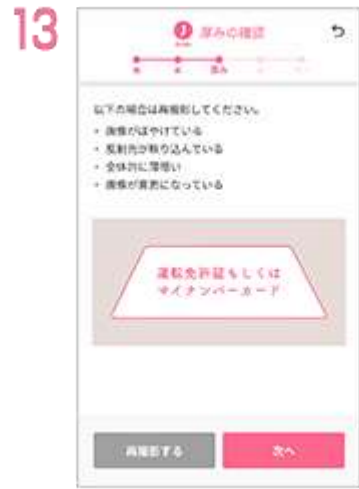 13
厚みの確認
厚み
以下の場合は再撮影してください。
・ 画像がぼやけている
・ 反射光が映り込んでいる
・ 全体的に薄暗い
・ 画像が真黒になっている
運転免許証もしくは
マイナンバーカード
再撮影する
次へ